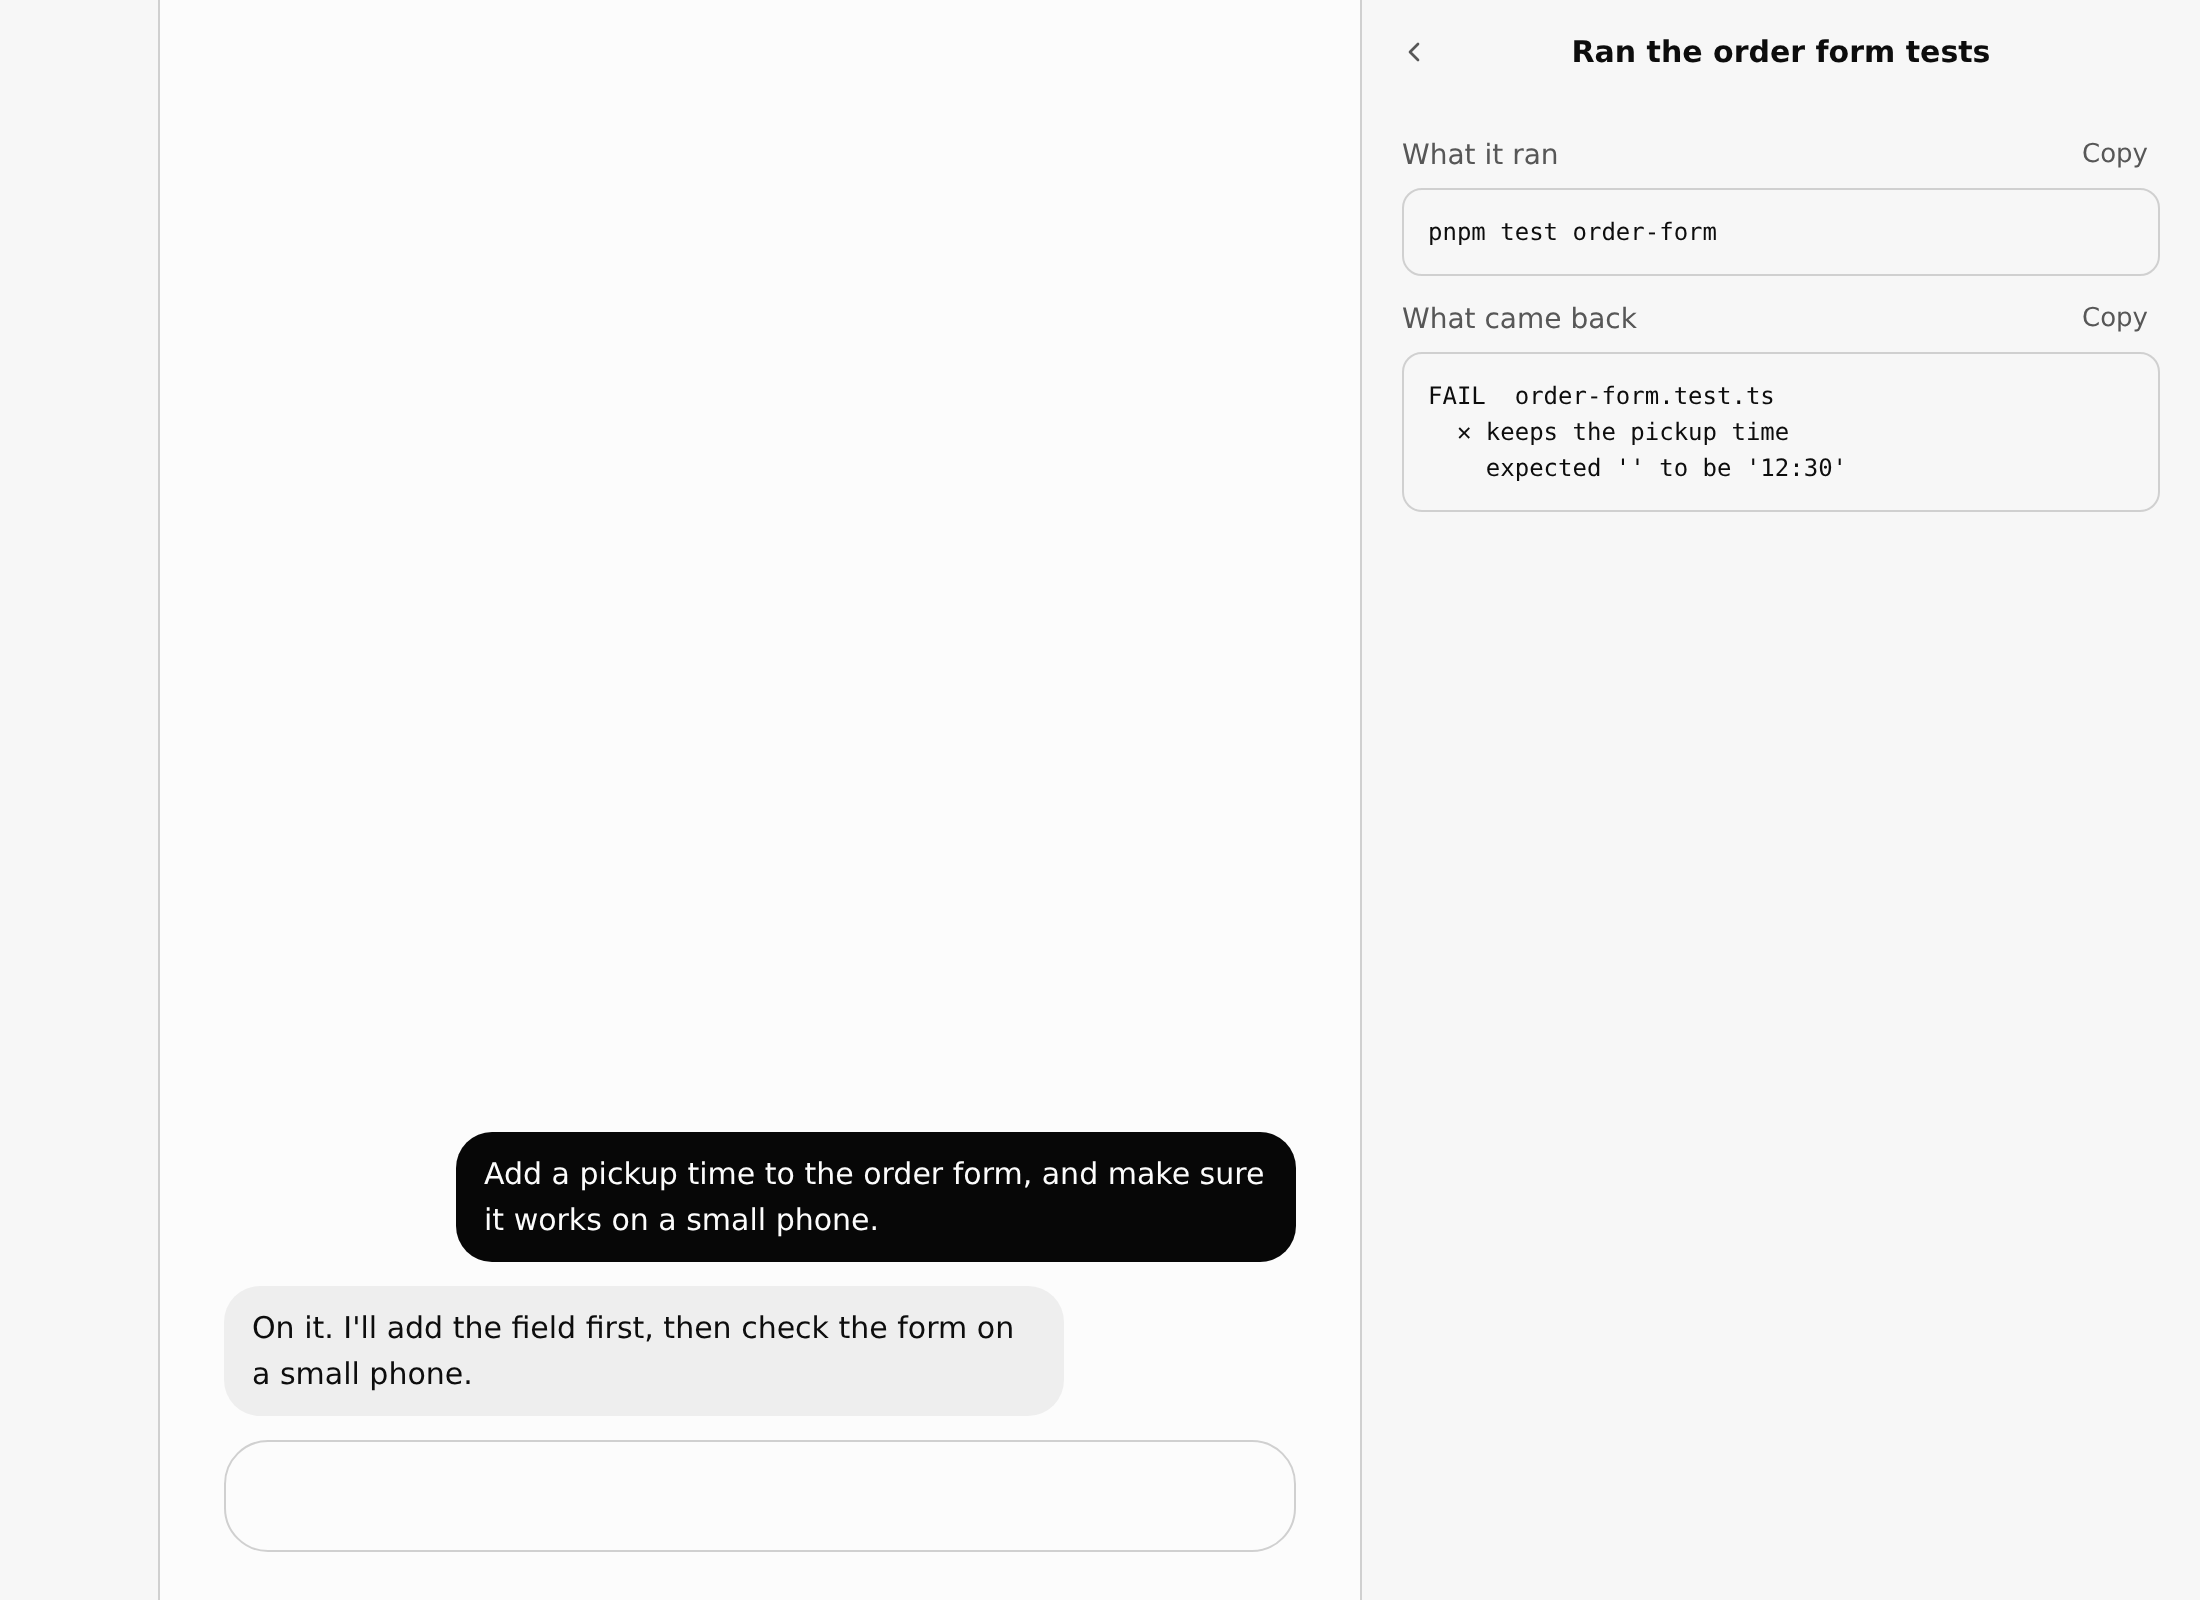 Ran the order form tests
What it ran
Copy
pnpm test order-form
What came back
Copy
FAIL  order-form.test.ts
  × keeps the pickup time
    expected '' to be '12:30'
Add a pickup time to the order form, and make sure
it works on a small phone.
On it. I'll add the field first, then check the form on
a small phone.